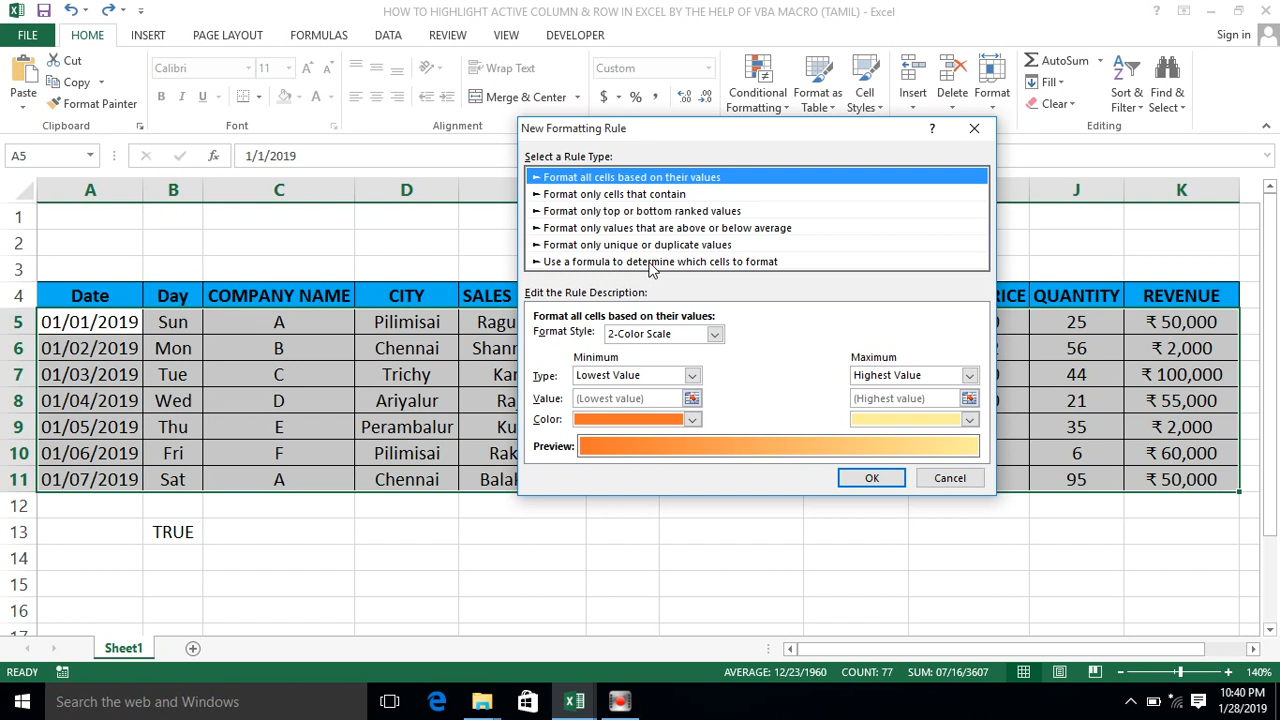 HOW TO HIGHLIGHT ACTIVE COLUMN & ROW IN EXCEL BY THE HELP OF VBA MACRO (TAMIL) - Excel
FILE HOME INSERT PAGE LAYOUT FORMULAS DATA REVIEW VIEW DEVELOPER Sign in
Cut
Copy
Format Painter
Paste
Clipboard
Calibri 11
B I U A
Font
Wrap Text
Merge & Center
Alignment
Custom
$ % ,
Conditional Formatting
Format as Table
Cell Styles
Insert
Delete
Format
AutoSum
Fill
Clear
Sort & Filter
Find & Select
Editing
A5 fx 1/1/2019
New Formatting Rule
Select a Rule Type:
Format all cells based on their values
Format only cells that contain
Format only top or bottom ranked values
Format only values that are above or below average
Format only unique or duplicate values
Use a formula to determine which cells to format
Edit the Rule Description:
Format all cells based on their values:
Format Style: 2-Color Scale
Minimum Maximum
Type: Lowest Value Highest Value
Value: (Lowest value) (Highest value)
Color:
Preview:
OK Cancel
A B C D J K
1
2
3
4 Date Day COMPANY NAME CITY SALES RICE QUANTITY REVENUE
5 01/01/2019 Sun A Pilimisai Ragu 25 ₹ 50,000
6 01/02/2019 Mon B Chennai Shann 56 ₹ 2,000
7 01/03/2019 Tue C Trichy Kar 44 ₹ 100,000
8 01/04/2019 Wed D Ariyalur Raj 21 ₹ 55,000
9 01/05/2019 Thu E Perambalur Ku 35 ₹ 2,000
10 01/06/2019 Fri F Pilimisai Rak 6 ₹ 60,000
11 01/07/2019 Sat A Chennai Balak 95 ₹ 50,000
12
13 TRUE
14
15
16
17
Sheet1
READY AVERAGE: 12/23/1960 COUNT: 77 SUM: 07/16/3607 140%
Search the web and Windows
10:40 PM
1/28/2019